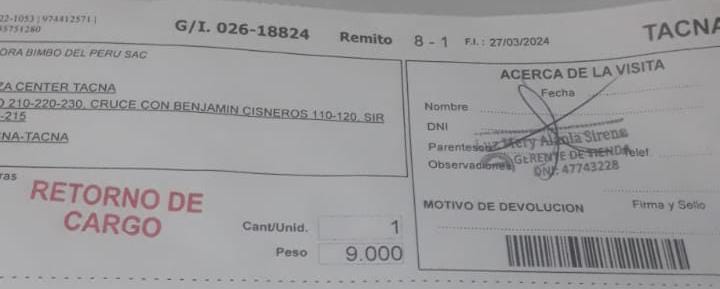 22-1053 | 974412571 |
5751280
G/I. 026-18824 Remito 8 - 1 F.I. : 27/03/2024 TACNA
ORA BIMBO DEL PERU SAC
ZA CENTER TACNA
O 210-220-230, CRUCE CON BENJAMIN CISNEROS 110-120, SIR
-215
NA-TACNA
ras
RETORNO DE
CARGO
Cant/Unid. 1
Peso 9.000
ACERCA DE LA VISITA
Fecha
Nombre
DNI
Parentesco
Observaciones
Telef.
Mery Sirena
GERENTE DE TIENDA
DNI: 47743228
MOTIVO DE DEVOLUCION Firma y Sello